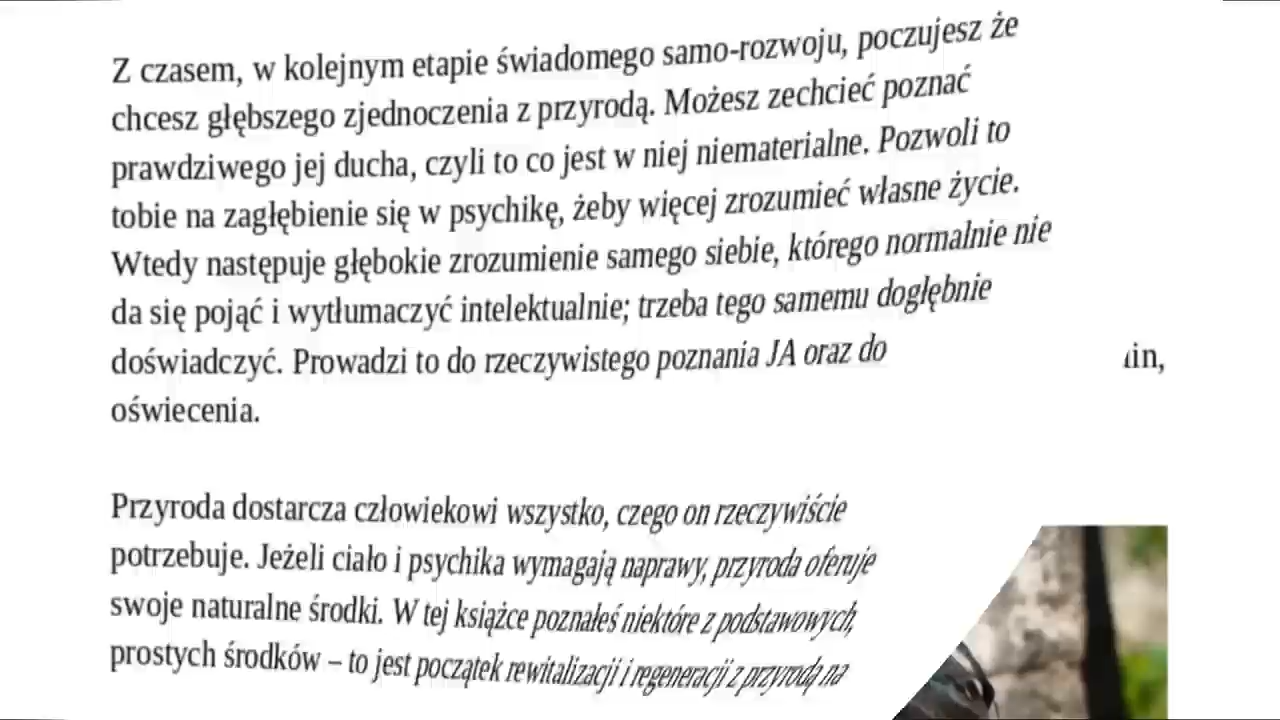 Z czasem, w kolejnym etapie świadomego samo-rozwoju, poczujesz że
chcesz głębszego zjednoczenia z przyrodą. Możesz zechcieć poznać
prawdziwego jej ducha, czyli to co jest w niej niematerialne. Pozwoli to
tobie na zagłębienie się w psychikę, żeby więcej zrozumieć własne życie.
Wtedy następuje głębokie zrozumienie samego siebie, którego normalnie nie
da się pojąć i wytłumaczyć intelektualnie; trzeba tego samemu dogłębnie
doświadczyć. Prowadzi to do rzeczywistego poznania JA oraz do
oświecenia.
Przyroda dostarcza człowiekowi wszystko, czego on rzeczywiście
potrzebuje. Jeżeli ciało i psychika wymagają naprawy, przyroda oferuje
swoje naturalne środki. W tej książce poznałeś niektóre z podstawowych,
prostych środków – to jest początek rewitalizacji i regeneracji z przyrodą na